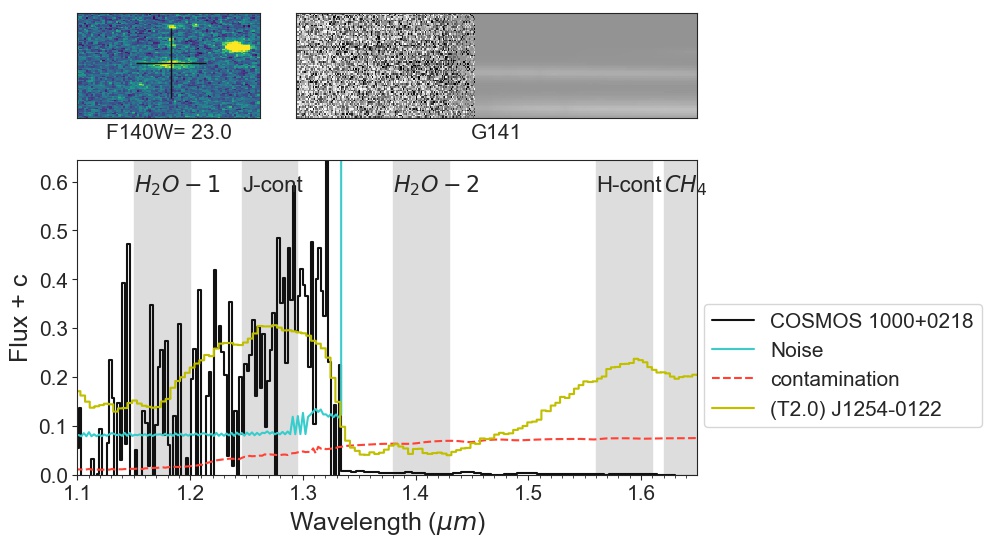 F140W= 23.0
G141
H₂O − 1
J-cont
H₂O − 2
H-cont
CH₄
0.6
0.5
0.4
0.3
0.2
0.1
0.0
Flux + c
1.1
1.2
1.3
1.4
1.5
1.6
Wavelength (μm)
COSMOS 1000+0218
Noise
contamination
(T2.0) J1254-0122